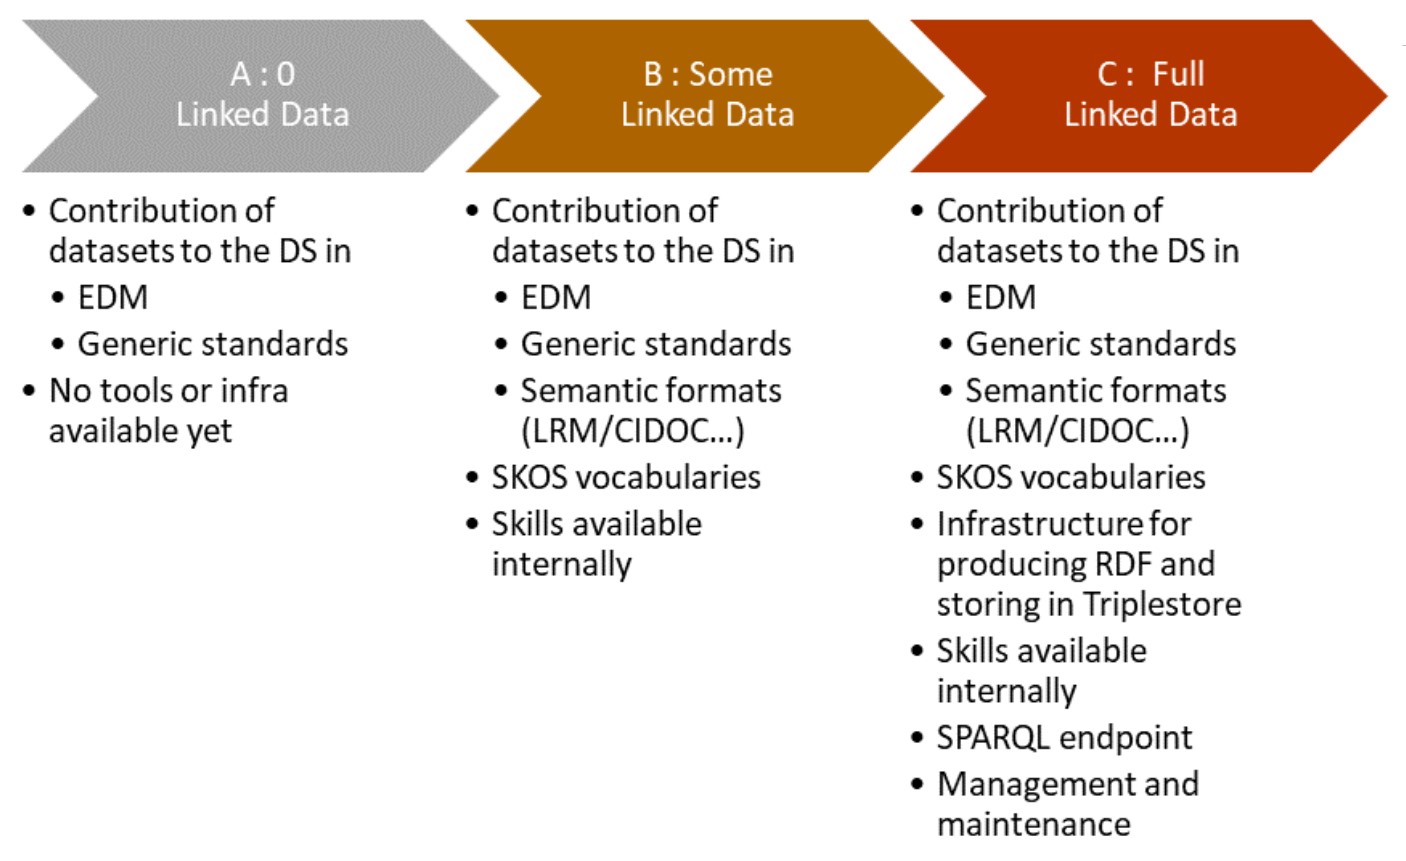 A : 0
Linked Data
• Contribution of
datasets to the DS in
• EDM
• Generic standards
• No tools or infra
available yet
B : Some
Linked Data
• Contribution of
datasets to the DS in
• EDM
• Generic standards
• Semantic formats
(LRM/CIDOC...)
• SKOS vocabularies
• Skills available
internally
C : Full
Linked Data
• Contribution of
datasets to the DS in
• EDM
• Generic standards
• Semantic formats
(LRM/CIDOC...)
• SKOS vocabularies
• Infrastructure for
producing RDF and
storing in Triplestore
• Skills available
internally
• SPARQL endpoint
• Management and
maintenance